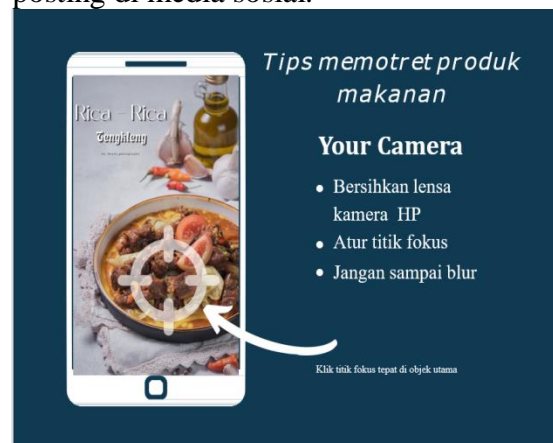 posting di media sosial.
Tips memotret produk
makanan
Rica - Rica
Tengkleng
Your Camera
Bersihkan lensa
kamera HP
Atur titik fokus
Jangan sampai blur
Klik titik fokus tepat di objek utama